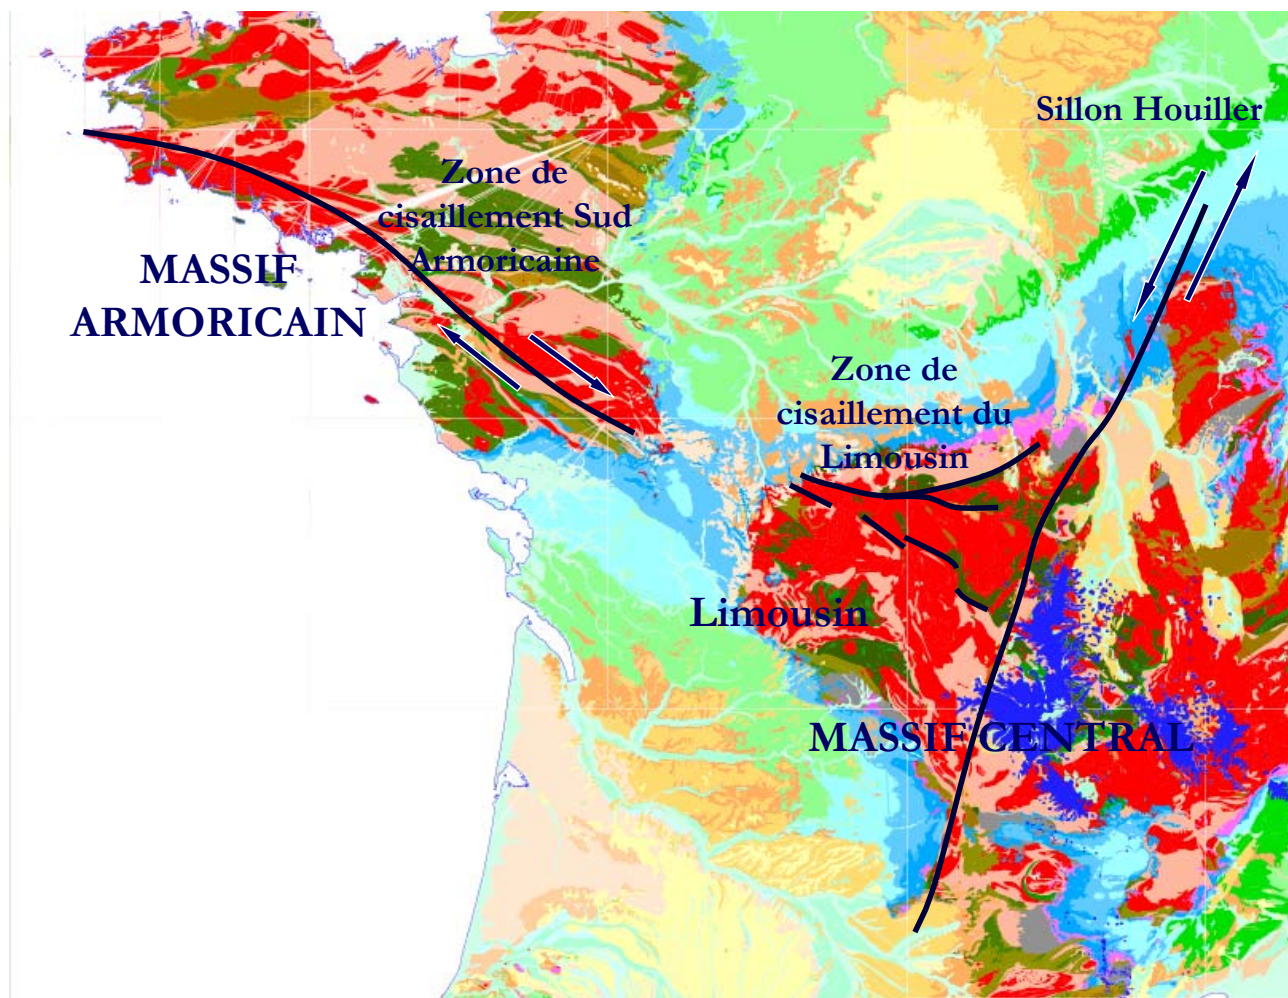 Sillon Houiller
Zone de
cisaillement Sud
Armoricaine
MASSIF
ARMORICAIN
Zone de
cisaillement du
Limousin
Limousin
MASSIF CENTRAL